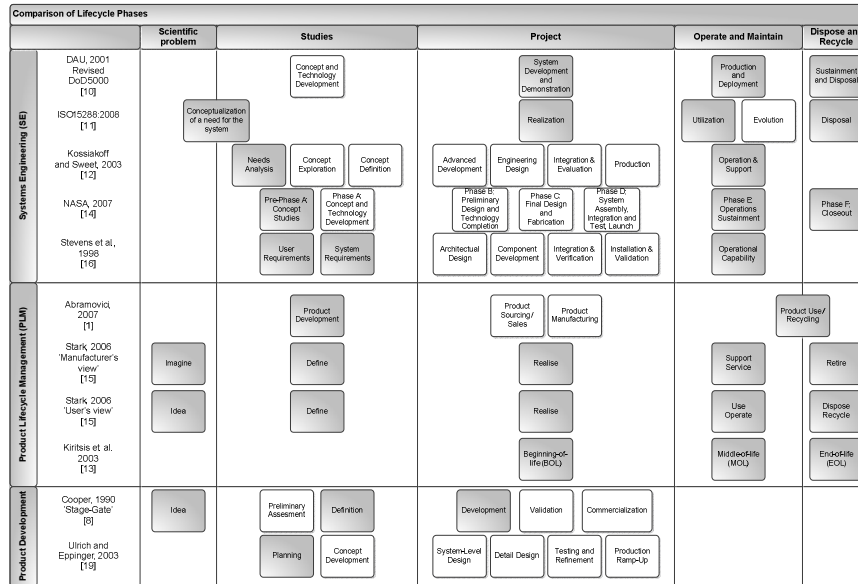 Comparison of Lifecycle Phases
Scientific
problem
Studies
Project
Operate and Maintain
Dispose an
Recycle
Systems Engineering (SE)
DAU, 2001
Revised
DoD5000
[10]
Concept and
Technology
Development
System
Development
and
Demonstration
Production
and
Deployment
Sustainment
and Disposal
ISO15288:2008
[11]
Conceptualization
of a need for the
system
Realization
Utilization
Evolution
Disposal
Kossiakoff
and Sweet, 2003
[12]
Needs
Analysis
Concept
Exploration
Concept
Definition
Advanced
Development
Engineering
Design
Integration &
Evaluation
Production
Operation &
Support
NASA, 2007
[14]
Pre-Phase A:
Concept
Studies
Phase A:
Concept and
Technology
Development
Phase B:
Preliminary
Design and
Technology
Completion
Phase C:
Final Design
and
Fabrication
Phase D:
System
Assembly,
Integration and
Test, Launch
Phase E:
Operations
Sustainment
Phase F:
Closeout
Stevens et al.,
1998
[16]
User
Requirements
System
Requirements
Architectual
Design
Component
Development
Integration &
Verification
Installation &
Validation
Operational
Capability
Product Lifecycle Management (PLM)
Abramovici,
2007
[1]
Product
Development
Product
Sourcing/
Sales
Product
Manufacturing
Product Use/
Recycling
Stark, 2006
'Manufacturer's
view'
[15]
Imagine
Define
Realise
Support
Service
Retire
Stark, 2006
'User's view'
[15]
Idea
Define
Realise
Use
Operate
Dispose
Recycle
Kiritsis et al.
2003
[13]
Beginning-of-
life (BOL)
Middle-of-life
(MOL)
End-of-life
(EOL)
Product Development
Cooper, 1990
'Stage-Gate'
[8]
Idea
Preliminary
Assesment
Definition
Development
Validation
Commercialization
Ulrich and
Eppinger, 2003
[19]
Planning
Concept
Development
System-Level
Design
Detail Design
Testing and
Refinement
Production
Ramp-Up